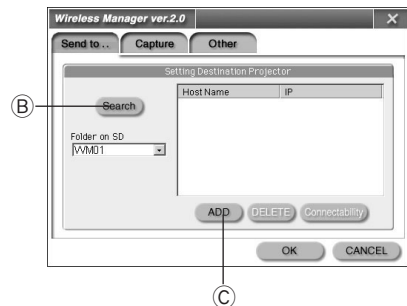 Wireless Manager ver.2.0
Send to ..
Capture
Other
Setting Destination Projector
Host Name
IP
B
Search
Folder on SD
WM01
ADD
DELETE
Connectability
OK
CANCEL
C